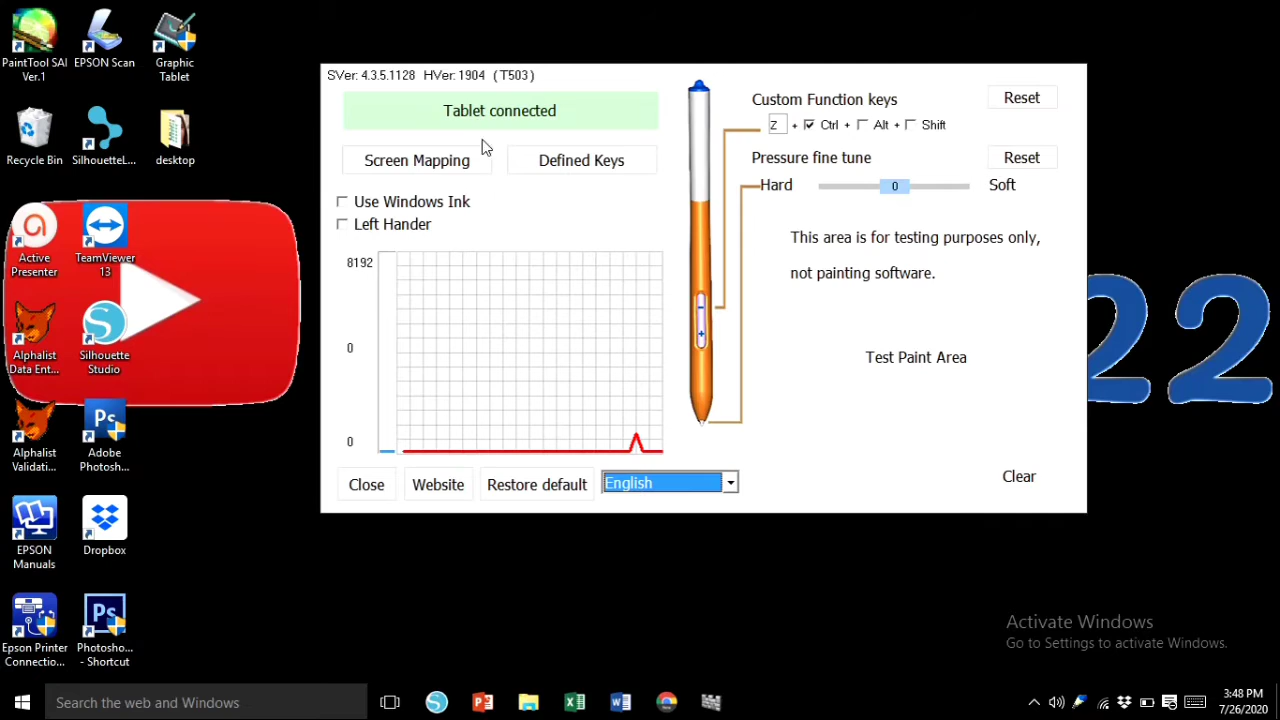 PaintTool SAI
Ver.1
EPSON Scan
Graphic
Tablet
Recycle Bin
SilhouetteL...
desktop
Active
Presenter
TeamViewer
13
Alphalist
Data Ent...
Silhouette
Studio
Alphalist
Validati...
Ps
Adobe
Photosh...
EPSON
Manuals
Dropbox
Epson Printer
Connectio...
Ps
Photosho...
- Shortcut
SVer: 4.3.5.1128 HVer: 1904 (T503)
Tablet connected
Screen Mapping
Defined Keys
Use Windows Ink
Left Hander
8192
0
0
Close
Website
Restore default
English
Custom Function keys
Reset
Z + Ctrl + Alt + Shift
Pressure fine tune
Reset
Hard
0
Soft
This area is for testing purposes only,
not painting software.
Test Paint Area
Clear
22
Activate Windows
Go to Settings to activate Windows.
Search the web and Windows
3:48 PM
7/26/2020